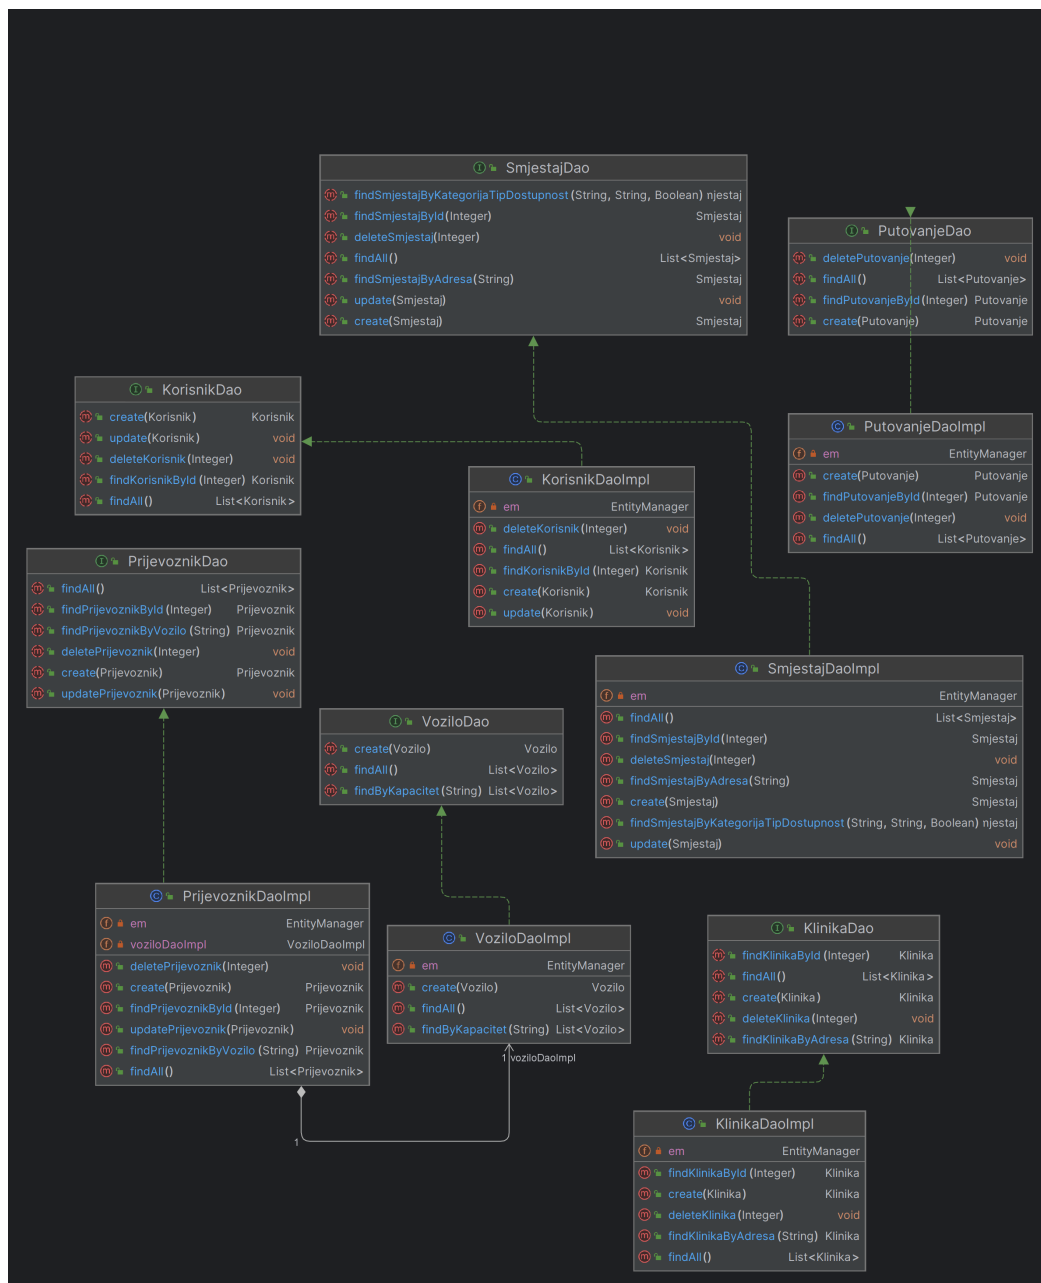 SmjestajDao
findSmjestajByKategorijaTipDostupnost(String, String, Boolean) njestaj
findSmjestajById(Integer) Smjestaj
deleteSmjestaj(Integer) void
findAll() List<Smjestaj>
findSmjestajByAdresa(String) Smjestaj
update(Smjestaj) void
create(Smjestaj) Smjestaj
PutovanjeDao
deletePutovanje(Integer) void
findAll() List<Putovanje>
findPutovanjeById(Integer) Putovanje
create(Putovanje) Putovanje
KorisnikDao
create(Korisnik) Korisnik
update(Korisnik) void
deleteKorisnik(Integer) void
findKorisnikById(Integer) Korisnik
findAll() List<Korisnik>
PutovanjeDaoImpl
em EntityManager
create(Putovanje) Putovanje
findPutovanjeById(Integer) Putovanje
deletePutovanje(Integer) void
findAll() List<Putovanje>
KorisnikDaoImpl
em EntityManager
deleteKorisnik(Integer) void
findAll() List<Korisnik>
findKorisnikById(Integer) Korisnik
create(Korisnik) Korisnik
update(Korisnik) void
PrijevoznikDao
findAll() List<Prijevoznik>
findPrijevoznikById(Integer) Prijevoznik
findPrijevoznikByVozilo(String) Prijevoznik
deletePrijevoznik(Integer) void
create(Prijevoznik) Prijevoznik
updatePrijevoznik(Prijevoznik) void
SmjestajDaoImpl
em EntityManager
findAll() List<Smjestaj>
findSmjestajById(Integer) Smjestaj
deleteSmjestaj(Integer) void
findSmjestajByAdresa(String) Smjestaj
create(Smjestaj) Smjestaj
findSmjestajByKategorijaTipDostupnost(String, String, Boolean) njestaj
update(Smjestaj) void
VoziloDao
create(Vozilo) Vozilo
findAll() List<Vozilo>
findByKapacitet(String) List<Vozilo>
PrijevoznikDaoImpl
em EntityManager
voziloDaoImpl VoziloDaoImpl
deletePrijevoznik(Integer) void
create(Prijevoznik) Prijevoznik
findPrijevoznikById(Integer) Prijevoznik
updatePrijevoznik(Prijevoznik) void
findPrijevoznikByVozilo(String) Prijevoznik
findAll() List<Prijevoznik>
VoziloDaoImpl
em EntityManager
create(Vozilo) Vozilo
findAll() List<Vozilo>
findByKapacitet(String) List<Vozilo>
1 voziloDaoImpl
1
KlinikaDao
findKlinikaById(Integer) Klinika
findAll() List<Klinika>
create(Klinika) Klinika
deleteKlinika(Integer) void
findKlinikaByAdresa(String) Klinika
KlinikaDaoImpl
em EntityManager
findKlinikaById(Integer) Klinika
create(Klinika) Klinika
deleteKlinika(Integer) void
findKlinikaByAdresa(String) Klinika
findAll() List<Klinika>